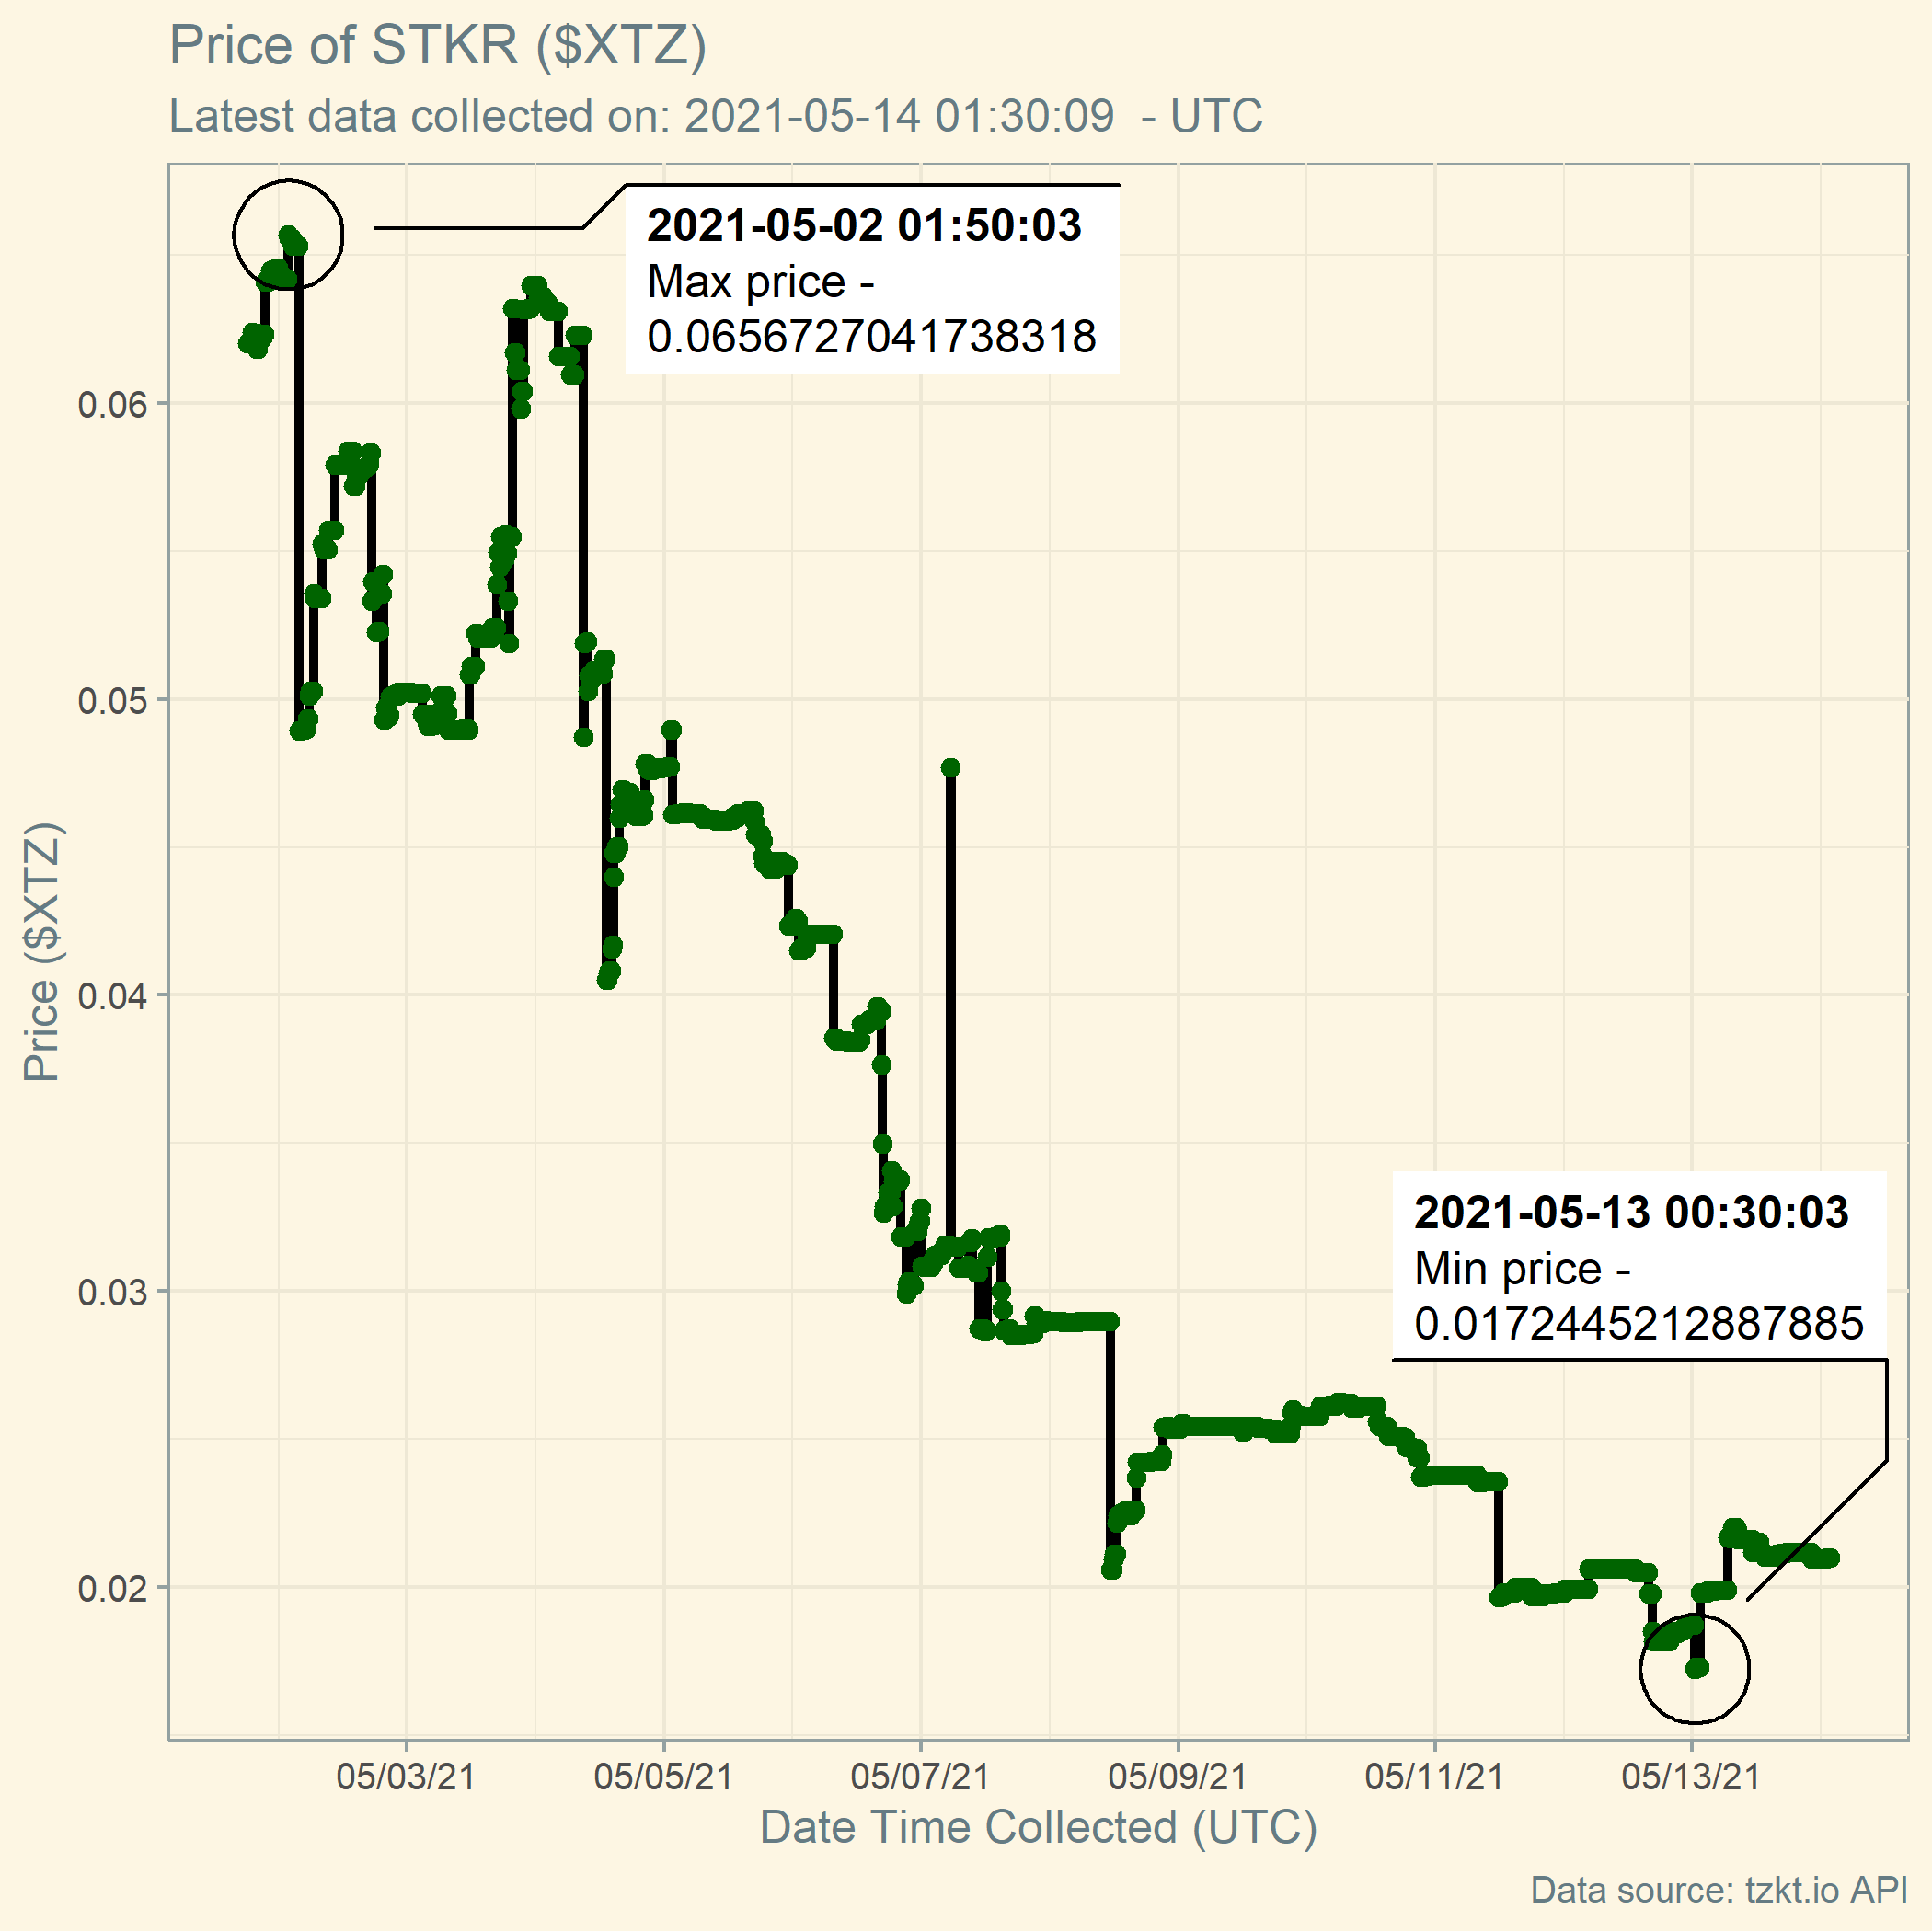 Price of STKR ($XTZ)
Latest data collected on: 2021-05-14 01:30:09  - UTC
2021-05-02 01:50:03
Max price -
0.0656727041738318
0.06
0.05
0.04
0.03
0.02
Price ($XTZ)
2021-05-13 00:30:03
Min price -
0.0172445212887885
05/03/21
05/05/21
05/07/21
05/09/21
05/11/21
05/13/21
Date Time Collected (UTC)
Data source: tzkt.io API